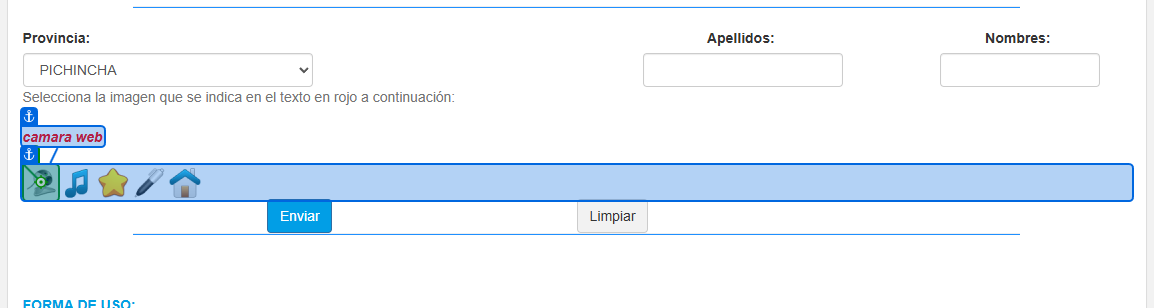 Provincia:
Apellidos:
Nombres:
PICHINCHA
Selecciona la imagen que se indica en el texto en rojo a continuación:
camara web
Enviar
Limpiar
FORMA DE USO: